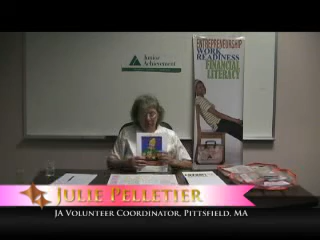 ENTREPRENEURSHIP
WORK
READINESS
FINANCIAL
LITERACY
Junior
Achievement
JULIE PELLETIER
JA VOLUNTEER COORDINATOR, PITTSFIELD, MA